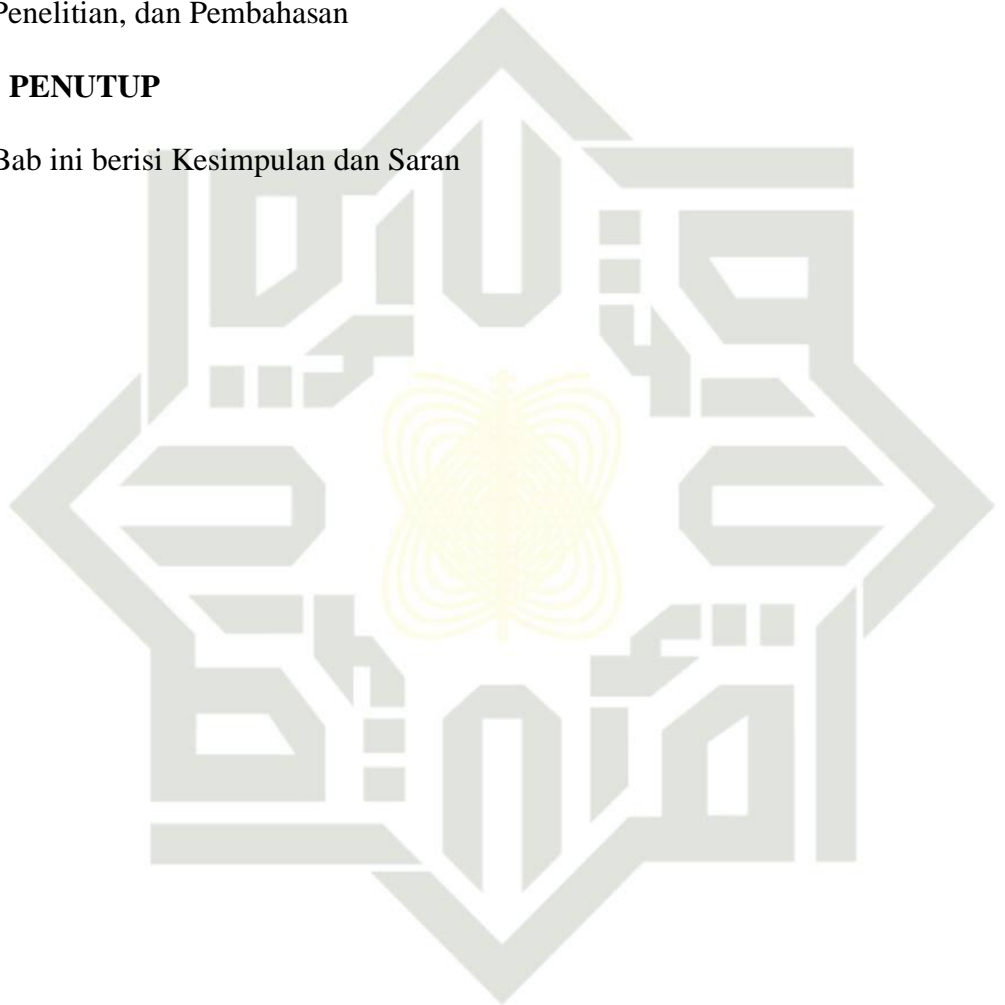 Penelitian, dan Pembahasan
PENUTUP
Bab ini berisi Kesimpulan dan Saran